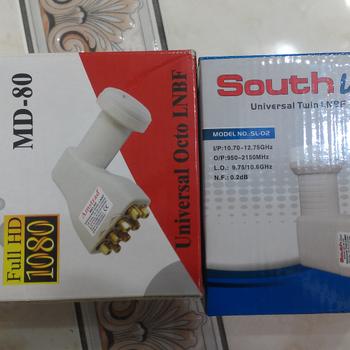 MD-80
Universal Octo LNBF
Full HD
1080
South
Universal Twin LNBF
MODEL NO.:SL-02
I/P:10.70-12.75GHz
O/P:950-2150MHz
L.O.: 9.75/10.6GHz
N.F.: 0.2dB